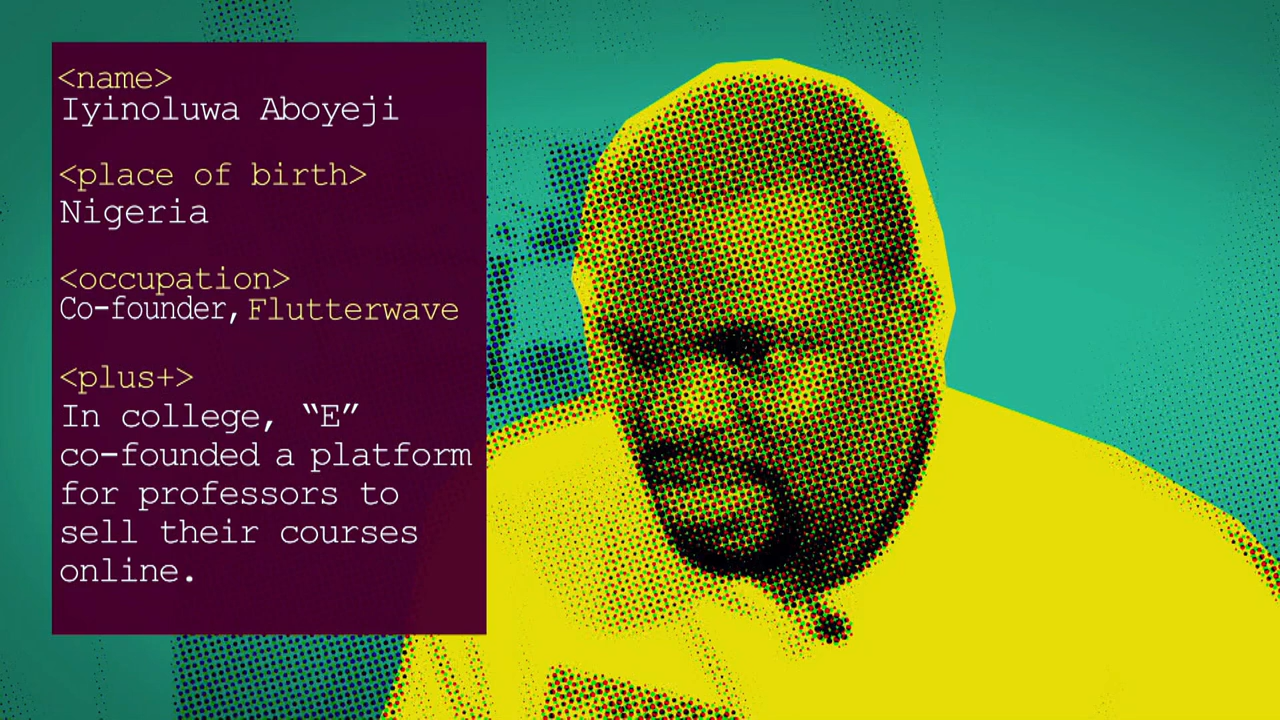 <name>
Iyinoluwa Aboyeji
<place of birth>
Nigeria
<occupation>
Co-founder, Flutterwave
<plus+>
In college, “E”
co-founded a platform
for professors to
sell their courses
online.